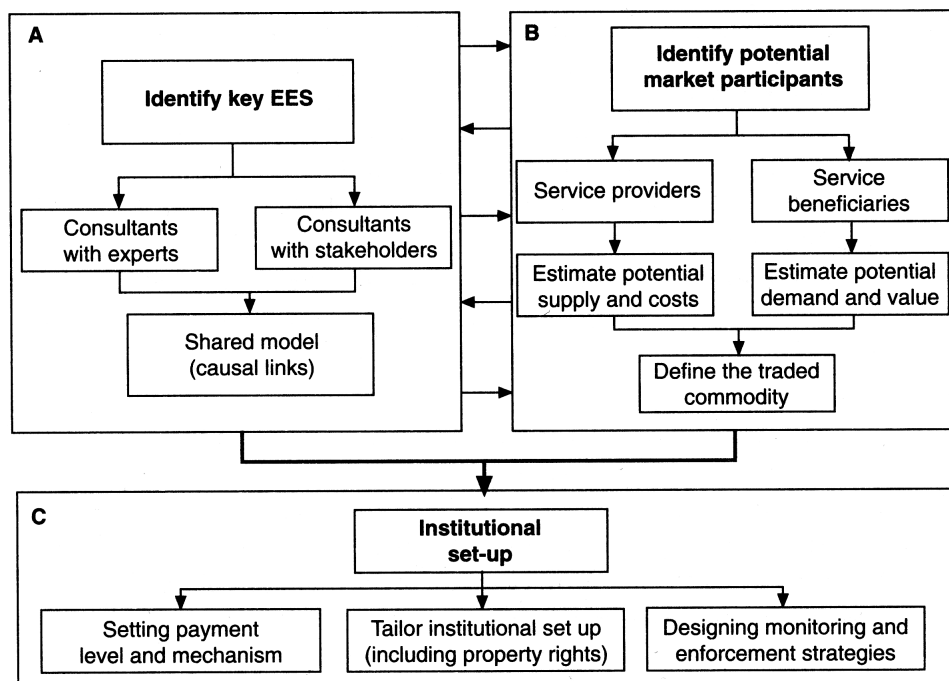 A
Identify key EES
Consultants
with experts
Consultants
with stakeholders
Shared model
(causal links)
B
Identify potential
market participants
Service providers
Service
beneficiaries
Estimate potential
supply and costs
Estimate potential
demand and value
Define the traded
commodity
C
Institutional
set-up
Setting payment
level and mechanism
Tailor institutional set up
(including property rights)
Designing monitoring and
enforcement strategies